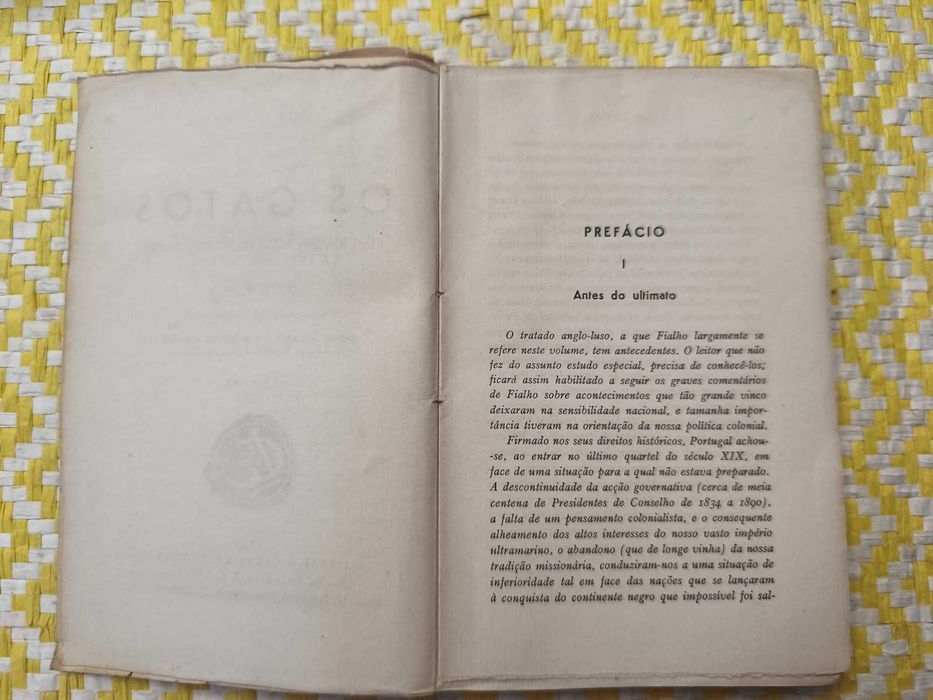 OS GATOS
PREFÁCIO
I
Antes do ultimato
O tratado anglo-luso, a que Fialho largamente se
refere neste volume, tem antecedentes. O leitor que não
fez do assunto estudo especial, precisa de conhecê-los;
ficará assim habilitado a seguir os graves comentários
de Fialho sobre acontecimentos que tão grande vinco
deixaram na sensibilidade nacional, e tamanha impor-
tância tiveram na orientação da nossa política colonial.
Firmado nos seus direitos históricos, Portugal achou-
-se, ao entrar no último quartel do século XIX, em
face de uma situação para a qual não estava preparado.
A descontinuidade da acção governativa (cerca de meia
centena de Presidentes de Conselho de 1834 a 1890),
a falta de um pensamento colonialista, e o consequente
alheamento dos altos interesses do nosso vasto império
ultramarino, o abandono (que de longe vinha) da nossa
tradição missionária, conduziram-nos a uma situação de
inferioridade tal em face das nações que se lançaram
à conquista do continente negro que impossível foi sal-